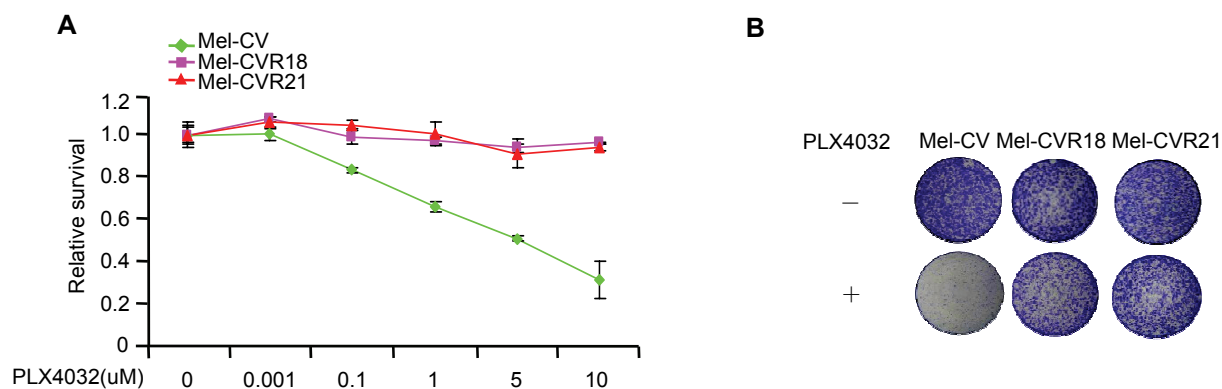 A
Mel-CV
Mel-CVR18
Mel-CVR21
Relative survival
1.2
1.0
0.8
0.6
0.4
0.2
0
PLX4032(uM) 0 0.001 0.1 1 5 10
B
PLX4032 Mel-CV Mel-CVR18 Mel-CVR21
−
+